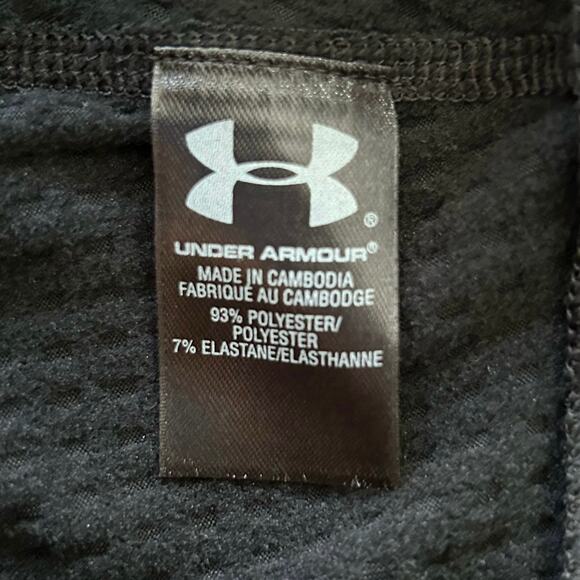 ®
UNDER ARMOUR®
MADE IN CAMBODIA
FABRIQUÉ AU CAMBODGE
93% POLYESTER/
POLYESTER
7% ELASTANE/ELASTHANNE